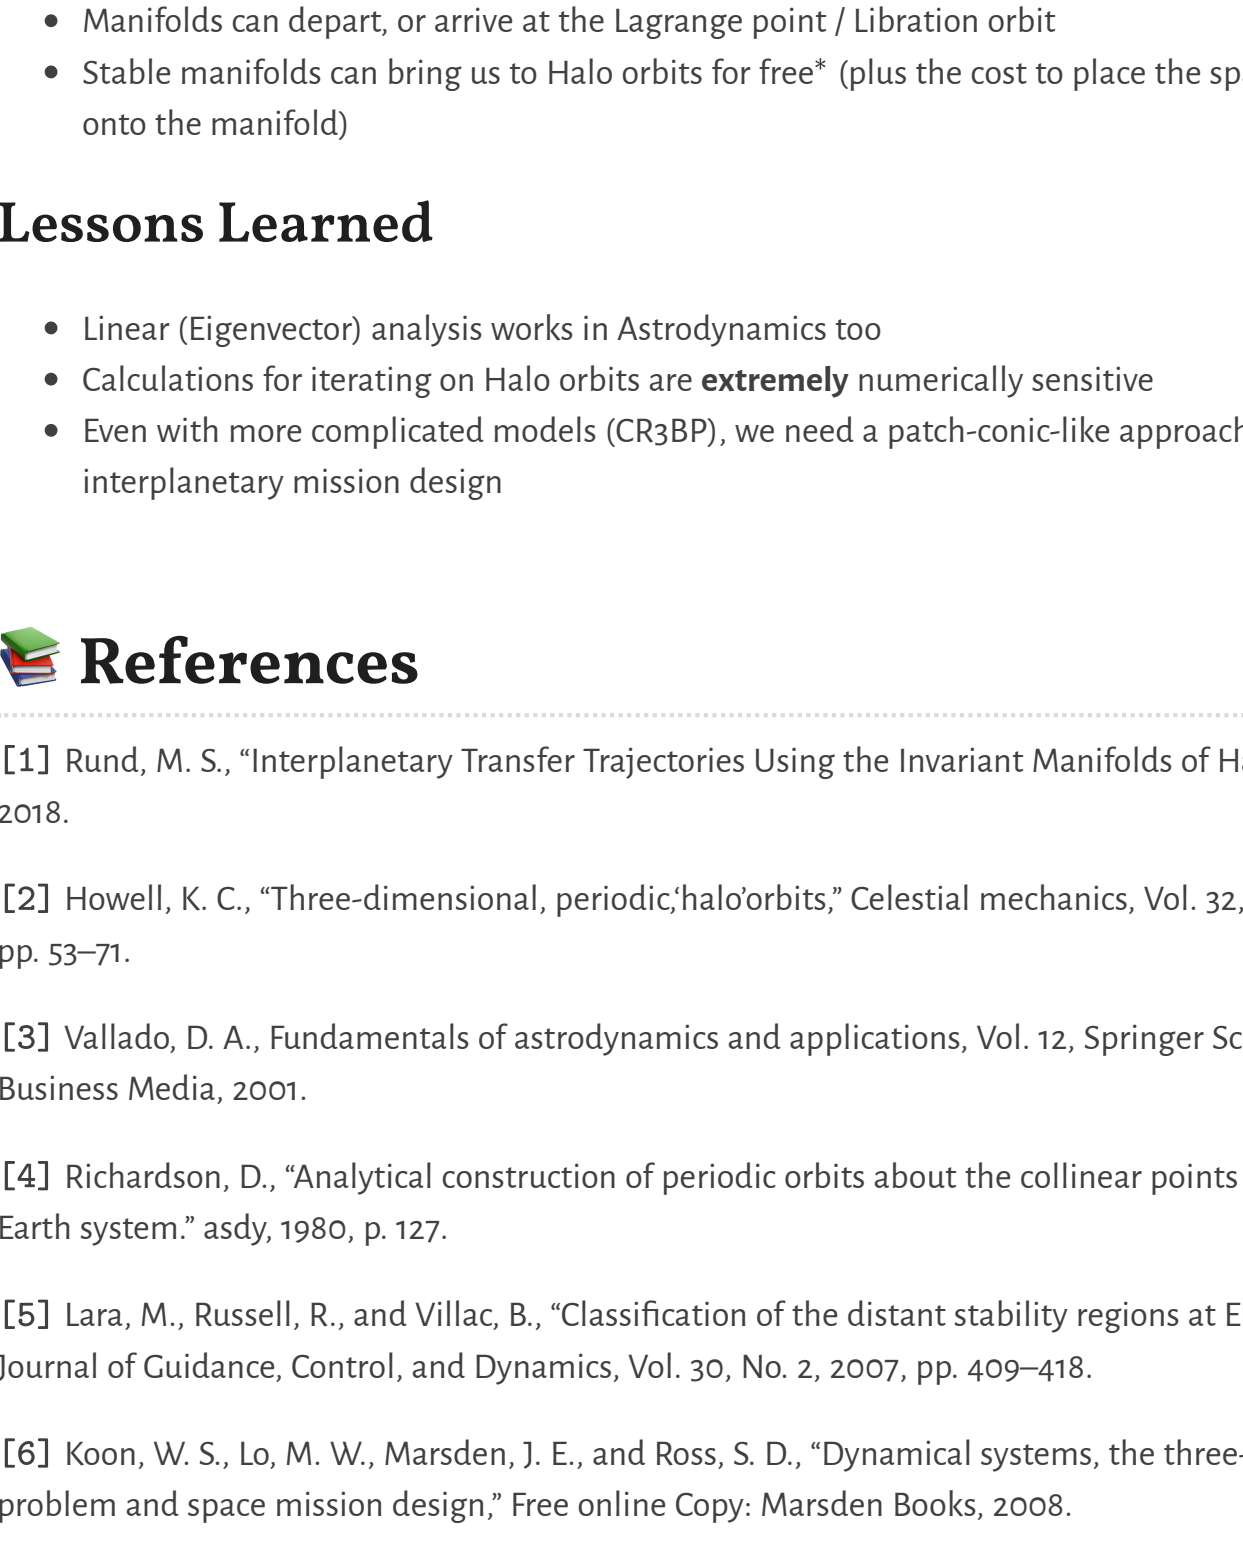 Manifolds can depart, or arrive at the Lagrange point / Libration orbit
Stable manifolds can bring us to Halo orbits for free* (plus the cost to place the
onto the manifold)
Lessons Learned
Linear (Eigenvector) analysis works in Astrodynamics too
Calculations for iterating on Halo orbits are extremely numerically sensitive
Even with more complicated models (CR3BP), we need a patch-conic-like approach
interplanetary mission design
References
[1] Rund, M. S., “Interplanetary Transfer Trajectories Using the Invariant Manifolds of
2018.
[2] Howell, K. C., “Three-dimensional, periodic,‘halo’orbits,” Celestial mechanics, Vol. 32,
pp. 53–71.
[3] Vallado, D. A., Fundamentals of astrodynamics and applications, Vol. 12, Springer
Business Media, 2001.
[4] Richardson, D., “Analytical construction of periodic orbits about the collinear points
Earth system.” asdy, 1980, p. 127.
[5] Lara, M., Russell, R., and Villac, B., “Classification of the distant stability regions at
Journal of Guidance, Control, and Dynamics, Vol. 30, No. 2, 2007, pp. 409–418.
[6] Koon, W. S., Lo, M. W., Marsden, J. E., and Ross, S. D., “Dynamical systems, the three-
problem and space mission design,” Free online Copy: Marsden Books, 2008.